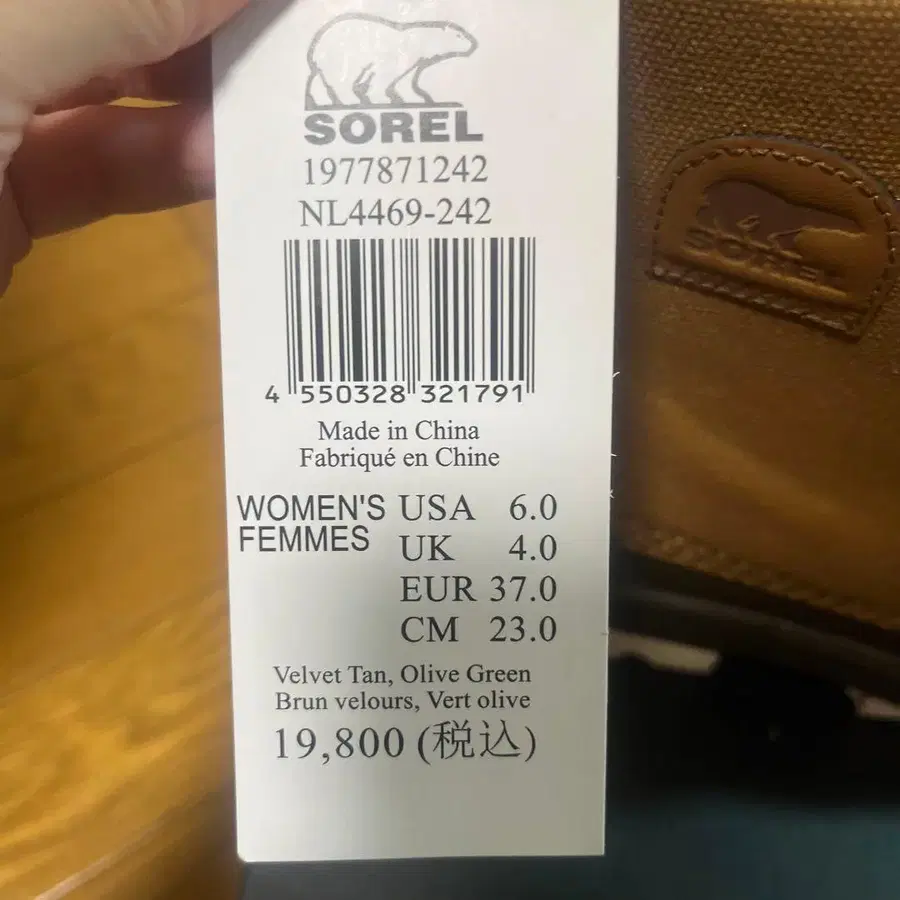 SOREL
1977871242
NL4469-242
4 550328 321791
Made in China
Fabriqué en Chine
WOMEN'S
FEMMES
USA 6.0
UK 4.0
EUR 37.0
CM 23.0
Velvet Tan, Olive Green
Brun velours, Vert olive
19,800 (税込)
SOREL